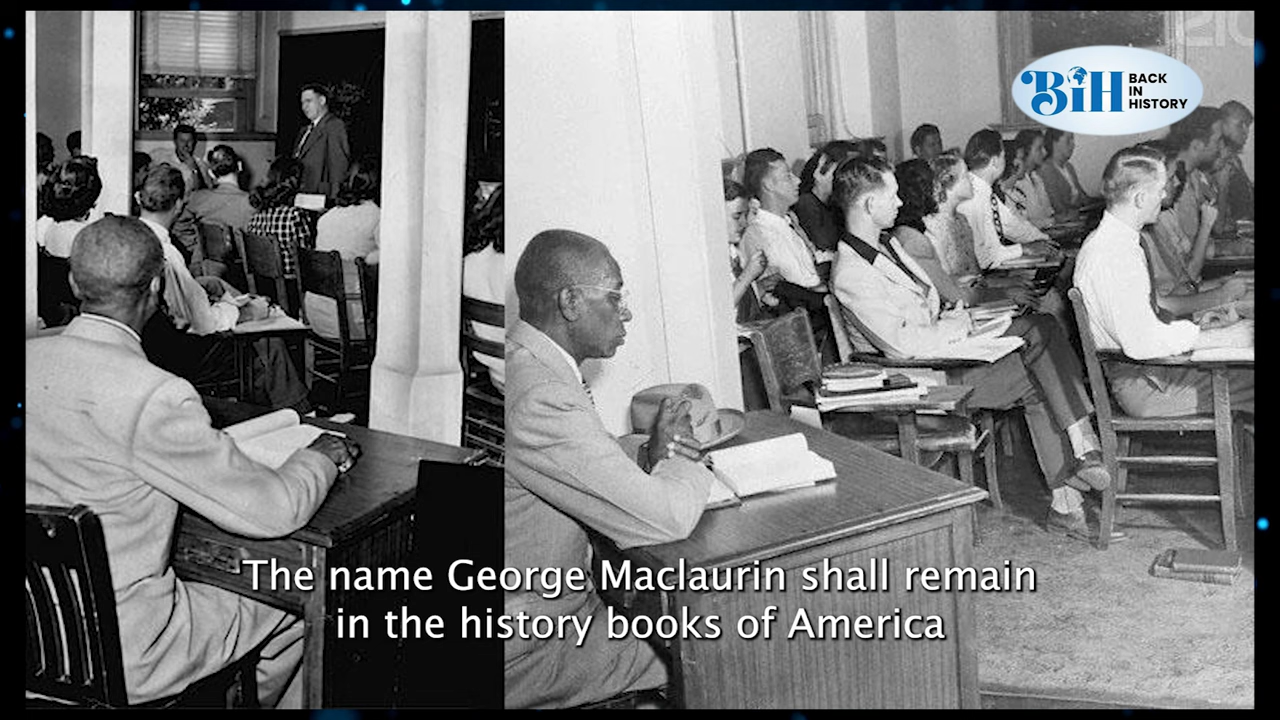 BiH BACK
IN
HISTORY
The name George Maclaurin shall remain
in the history books of America